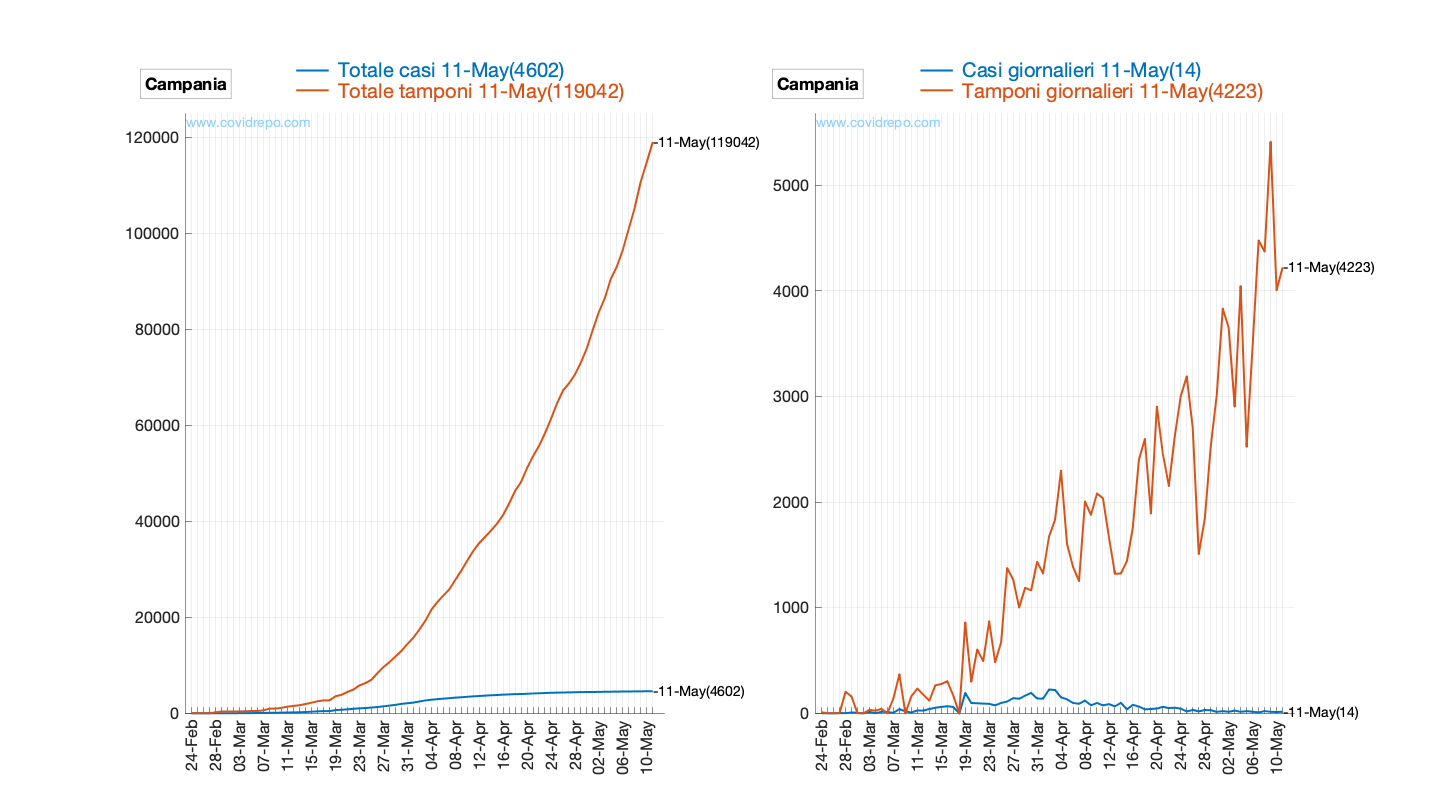 Campania
Totale casi 11-May(4602)
Totale tamponi 11-May(119042)
www.covidrepo.com
120000
100000
80000
60000
40000
20000
0
11-May(119042)
11-May(4602)
24-Feb
28-Feb
03-Mar
07-Mar
11-Mar
15-Mar
19-Mar
23-Mar
27-Mar
31-Mar
04-Apr
08-Apr
12-Apr
16-Apr
20-Apr
24-Apr
28-Apr
02-May
06-May
10-May
Campania
Casi giornalieri 11-May(14)
Tamponi giornalieri 11-May(4223)
www.covidrepo.com
5000
4000
3000
2000
1000
0
11-May(4223)
11-May(14)
24-Feb
28-Feb
03-Mar
07-Mar
11-Mar
15-Mar
19-Mar
23-Mar
27-Mar
31-Mar
04-Apr
08-Apr
12-Apr
16-Apr
20-Apr
24-Apr
28-Apr
02-May
06-May
10-May